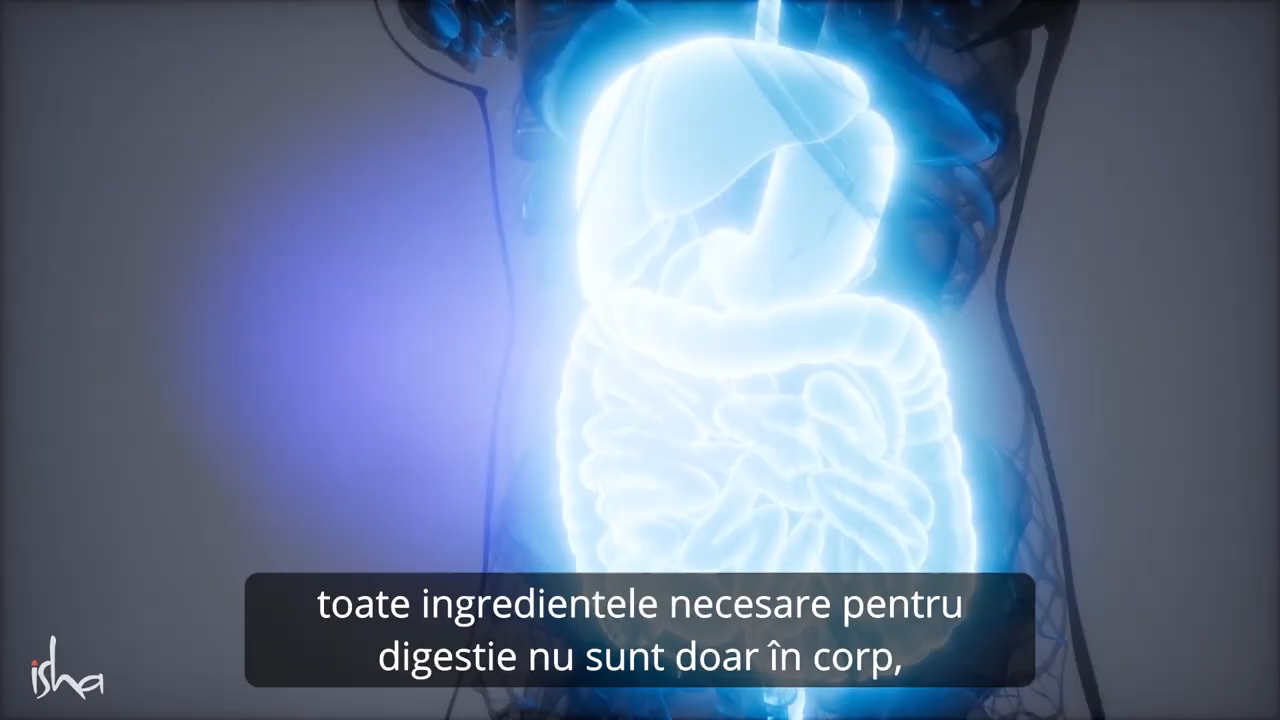 toate ingredientele necesare pentru
digestie nu sunt doar în corp,
isha